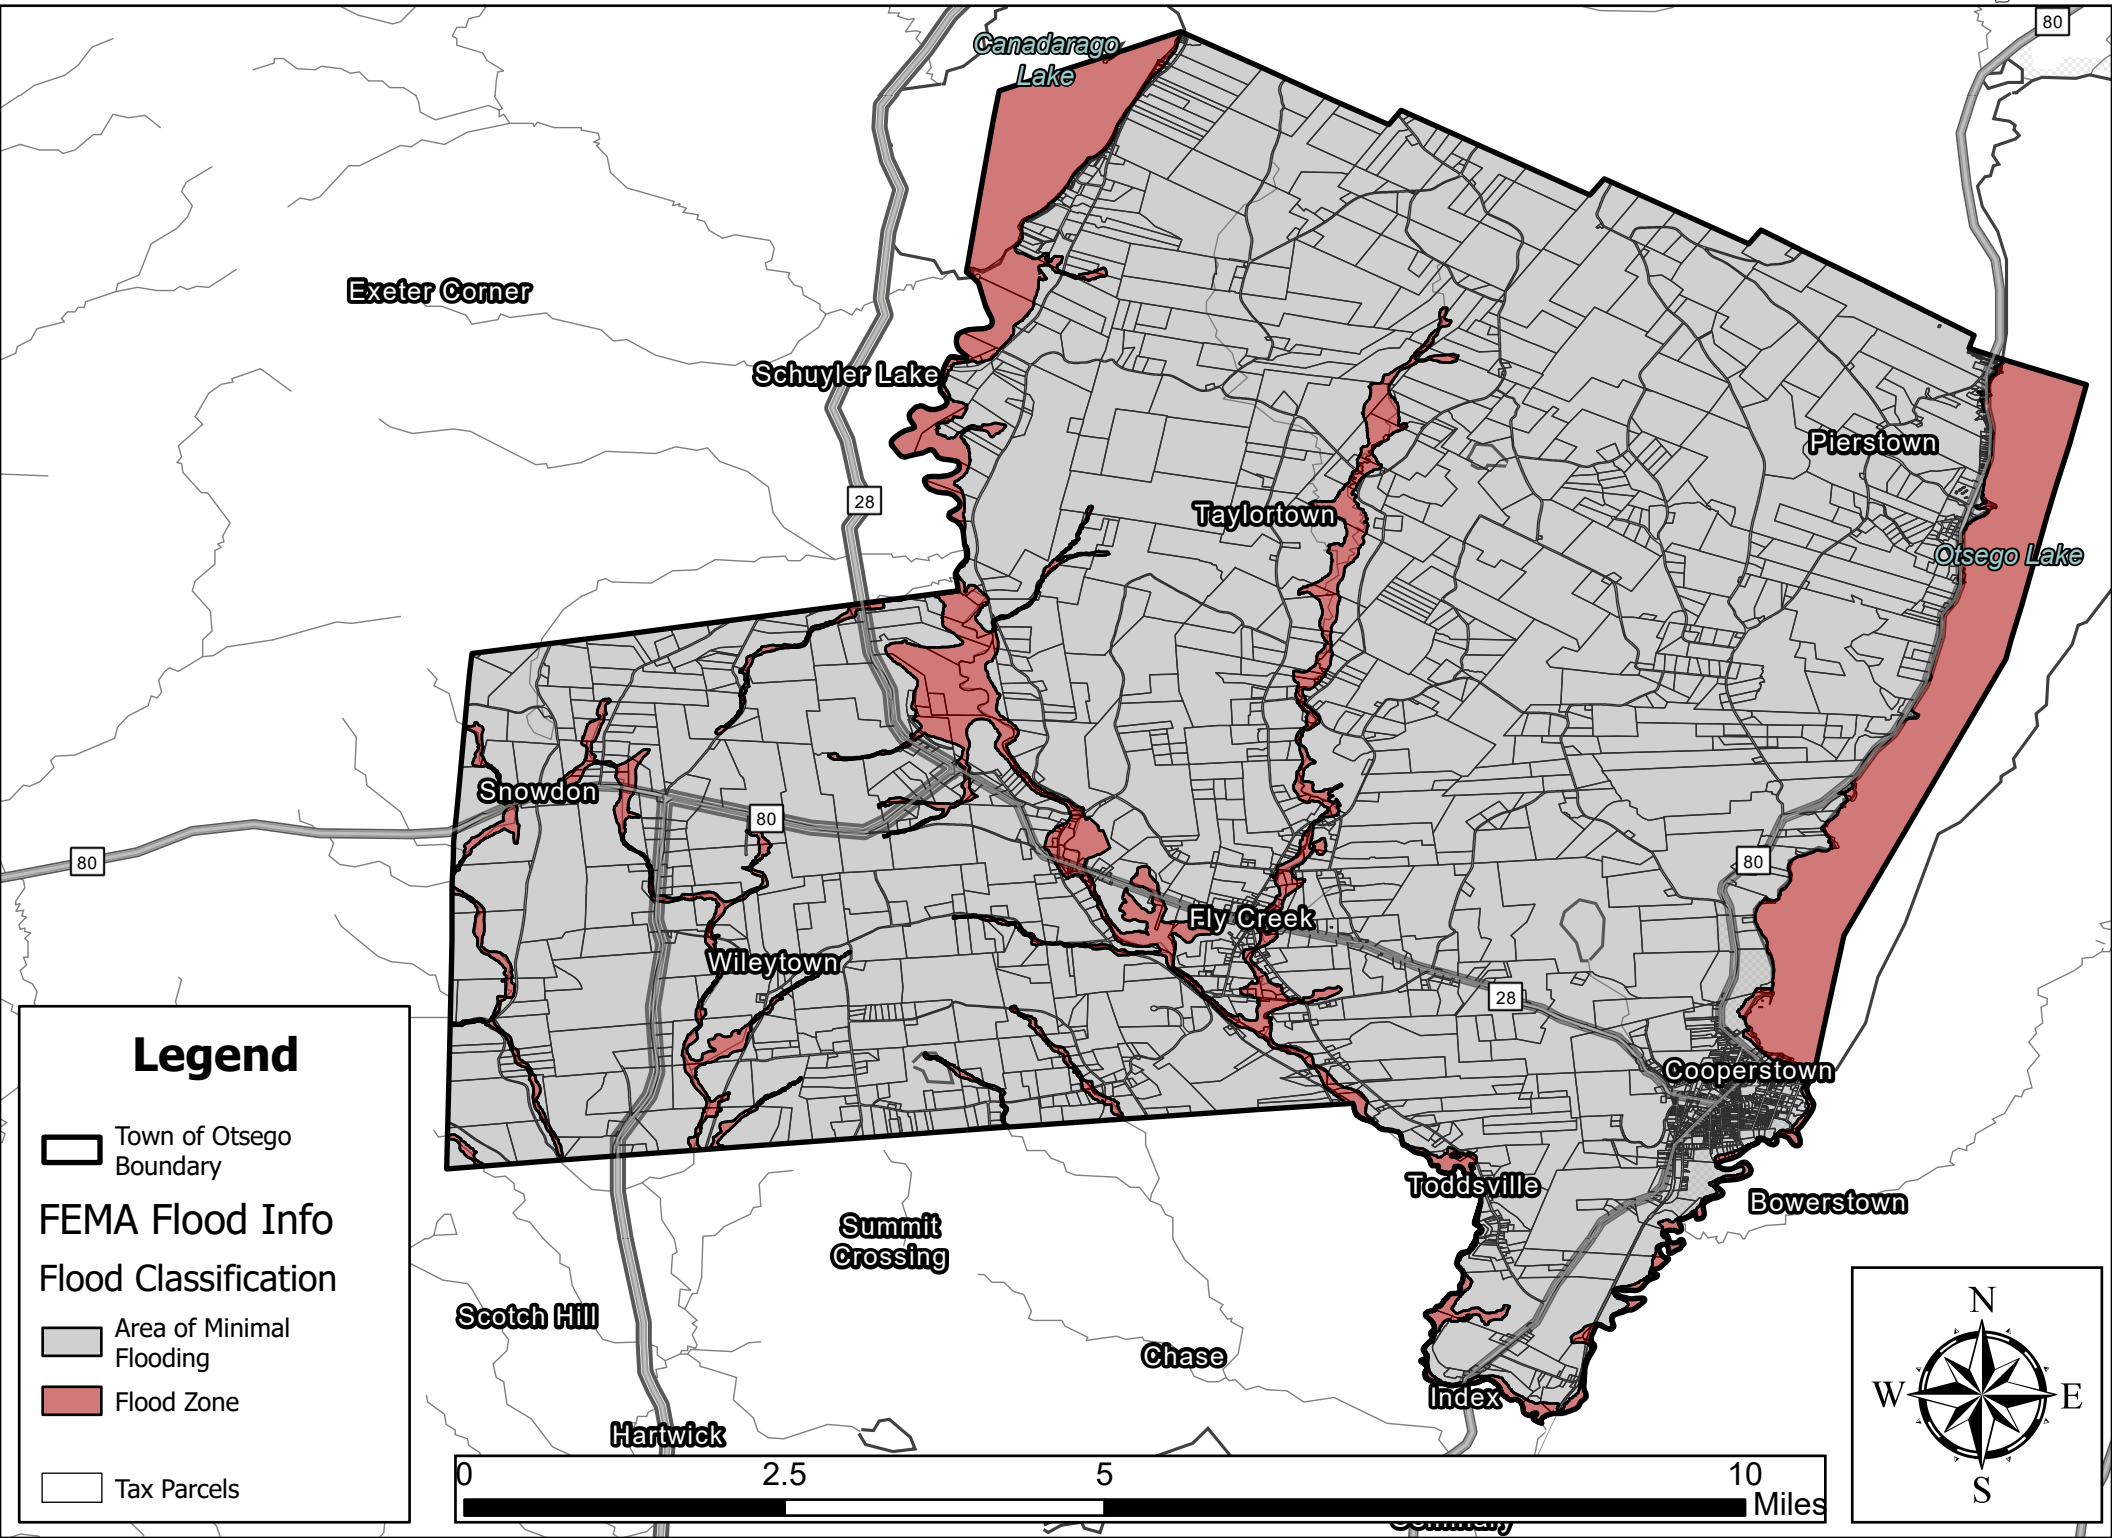 80
Canadarago
Lake
Exeter Corner
Schuyler Lake
Pierstown
28
Taylortown
Otsego Lake
Snowdon
80
80
80
Fly Creek
Wileytown
28
Cooperstown
Toddsville
Bowerstown
Summit
Crossing
Scotch Hill
Chase
Index
Hartwick
Legend
Town of Otsego
Boundary
FEMA Flood Info
Flood Classification
Area of Minimal
Flooding
Flood Zone
Tax Parcels
0 2.5 5 10
Miles
N
W E
S